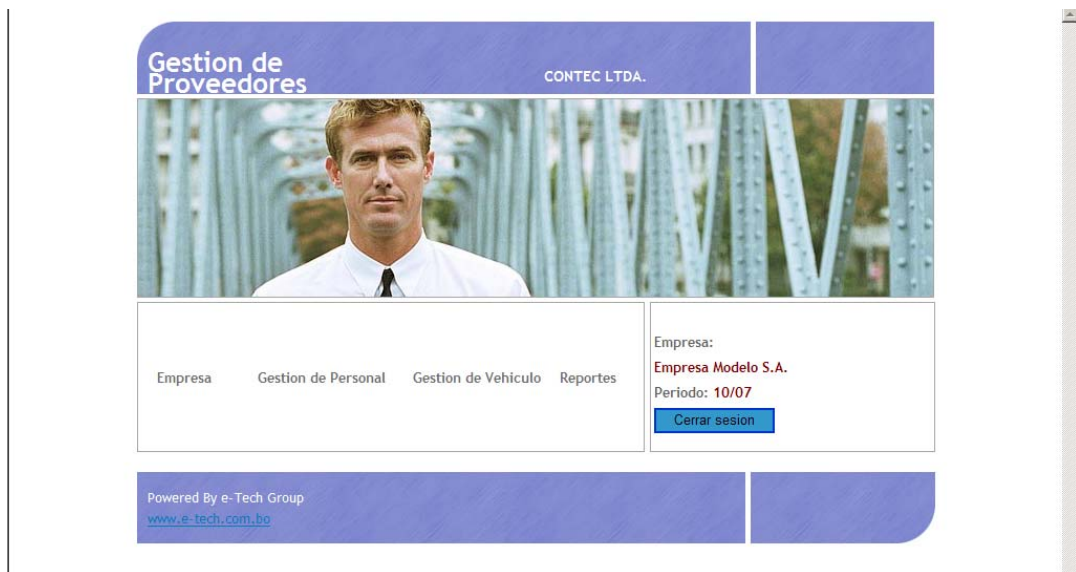 Gestion de
Proveedores
CONTEC LTDA.
Empresa Gestion de Personal Gestion de Vehiculo Reportes
Empresa:
Empresa Modelo S.A.
Periodo: 10/07
Cerrar sesion
Powered By e-Tech Group
www.e-tech.com.bo